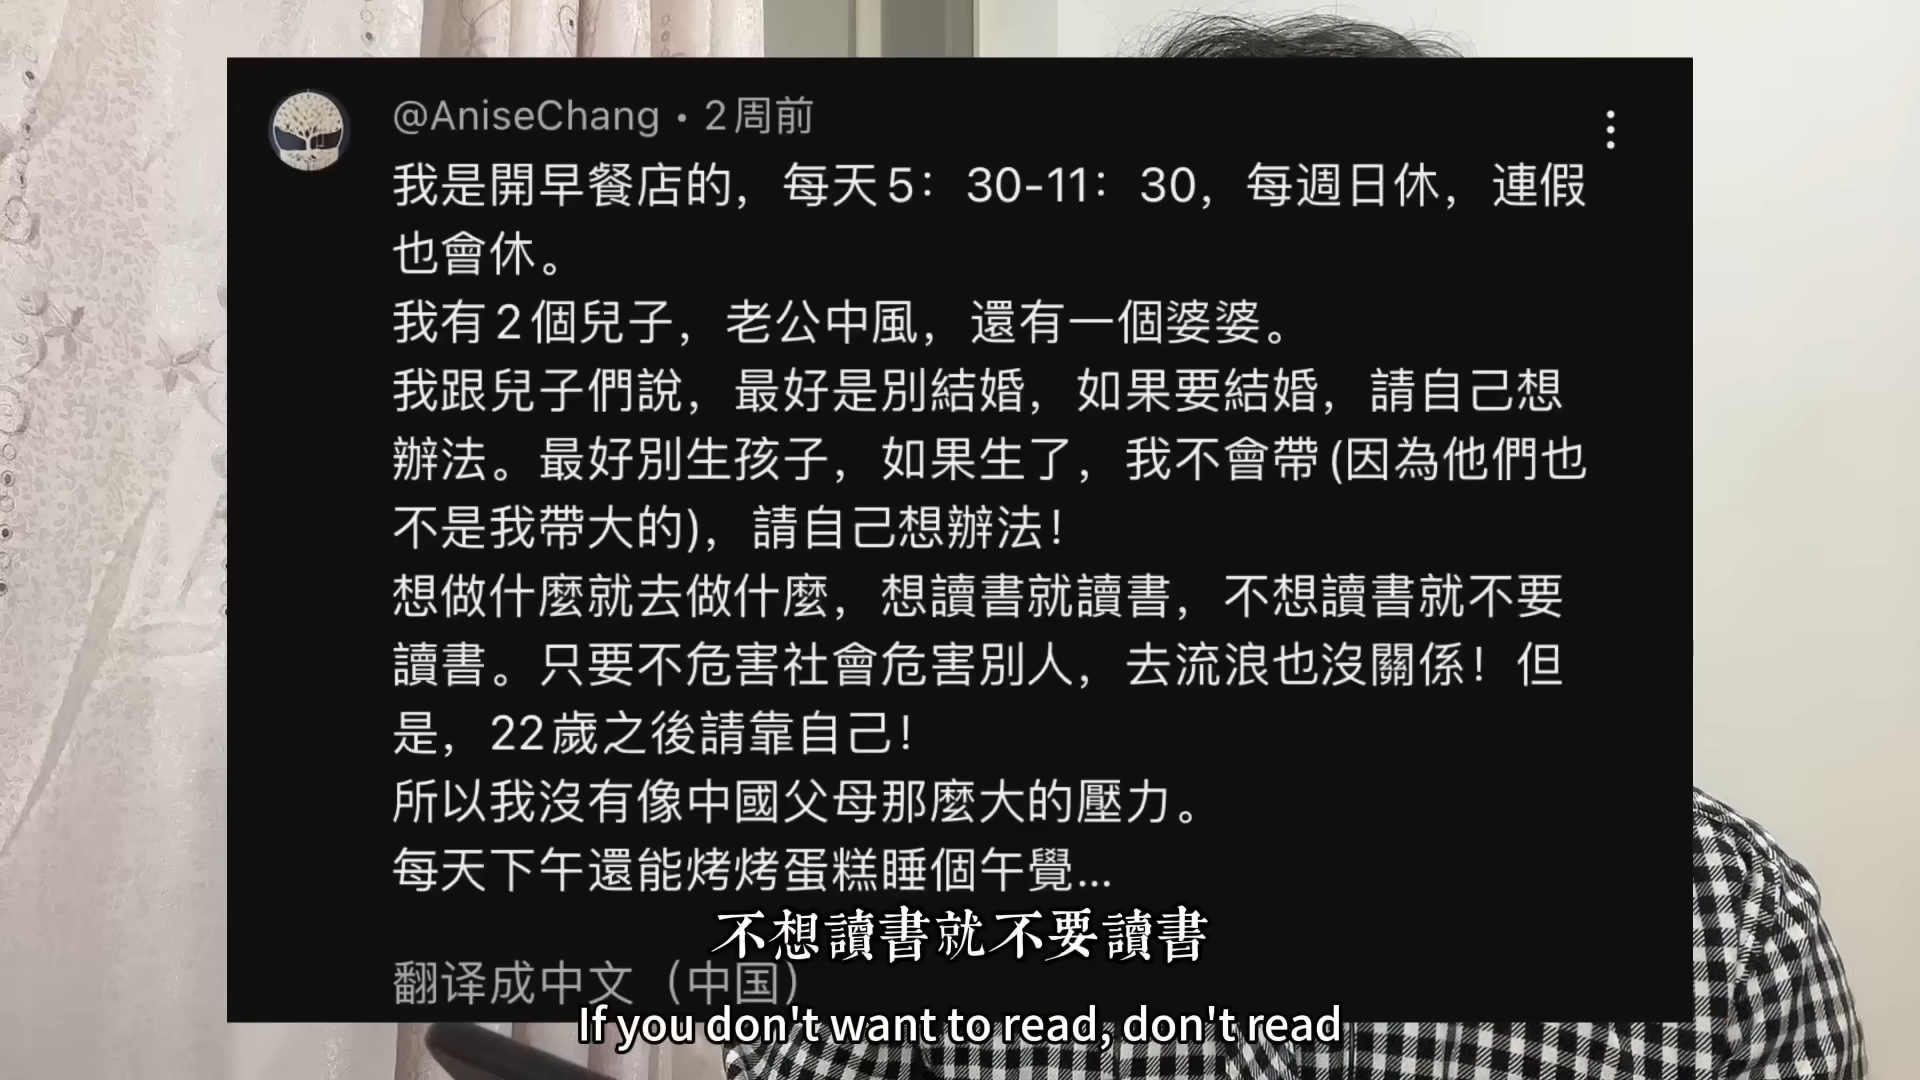 @AniseChang • 2周前
我是開早餐店的，每天5：30-11：30，每週日休，連假
也會休。
我有2個兒子，老公中風，還有一個婆婆。
我跟兒子們說，最好是別結婚，如果要結婚，請自己想
辦法。最好別生孩子，如果生了，我不會帶(因為他們也
不是我帶大的)，請自己想辦法！
想做什麼就去做什麼，想讀書就讀書，不想讀書就不要
讀書。只要不危害社會危害別人，去流浪也沒關係！但
是，22歲之後請靠自己！
所以我沒有像中國父母那麼大的壓力。
每天下午還能烤烤蛋糕睡個午覺...
不想讀書就不要讀書
翻译成中文（中国）
If you don't want to read, don't read